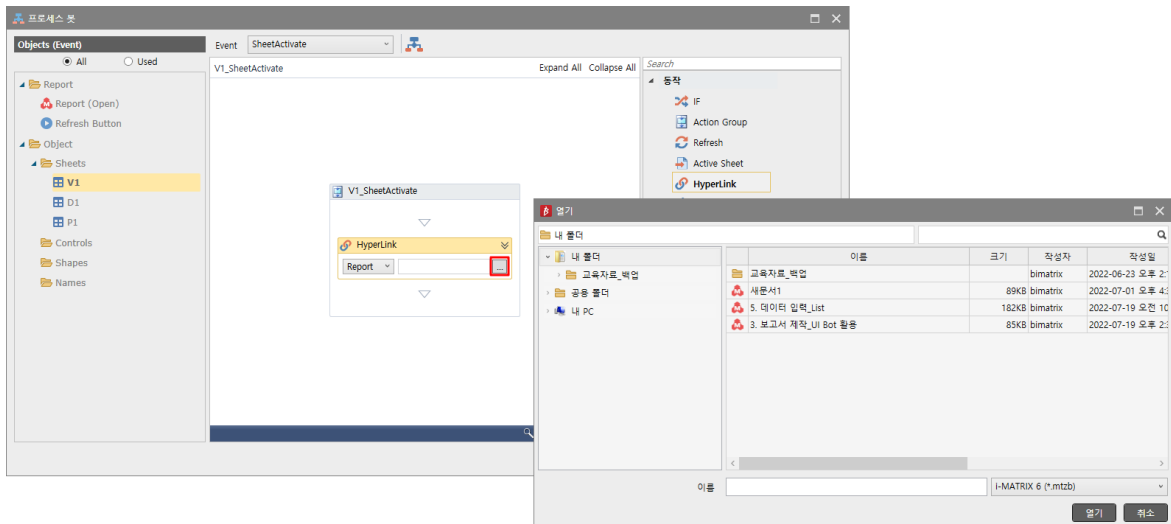 프로세스 봇
Objects (Event)
All
Used
Report
Report (Open)
Refresh Button
Object
Sheets
V1
D1
P1
Controls
Shapes
Names
Event
SheetActivate
V1_SheetActivate
Expand All
Collapse All
V1_SheetActivate
HyperLink
Report
...
Search
동작
IF
Action Group
Refresh
Active Sheet
HyperLink
열기
내 폴더
내 폴더
교육자료_백업
공용 폴더
내 PC
이름 크기 작성자 작성일
교육자료_백업 bimatrix 2022-06-23 오후 2:
새문서1 89KB bimatrix 2022-07-01 오후 4:
5. 데이터 입력_List 182KB bimatrix 2022-07-19 오전 10
3. 보고서 제작_UI Bot 활용 85KB bimatrix 2022-07-19 오후 2:
이름
i-MATRIX 6 (*.mtzb)
열기
취소